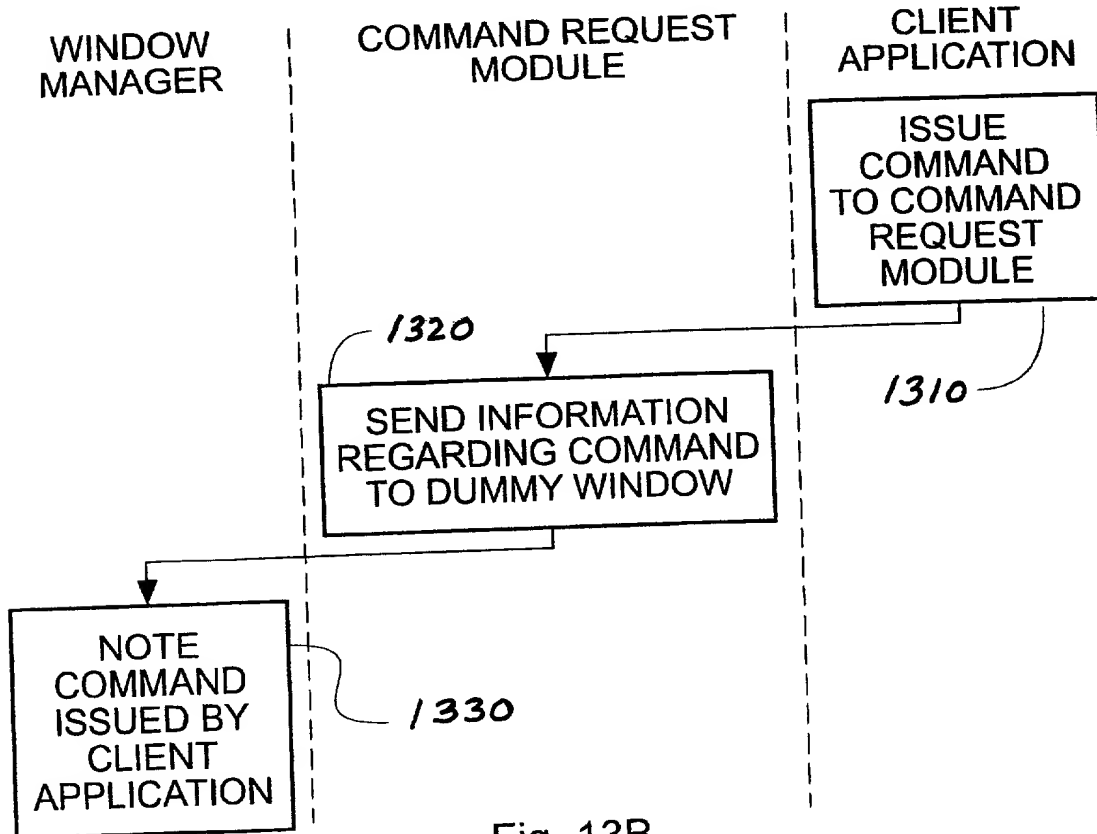 WINDOW
MANAGER
COMMAND REQUEST
MODULE
CLIENT
APPLICATION
ISSUE
COMMAND
TO COMMAND
REQUEST
MODULE
1310
1320
SEND INFORMATION
REGARDING COMMAND
TO DUMMY WINDOW
NOTE
COMMAND
ISSUED BY
CLIENT
APPLICATION
1330